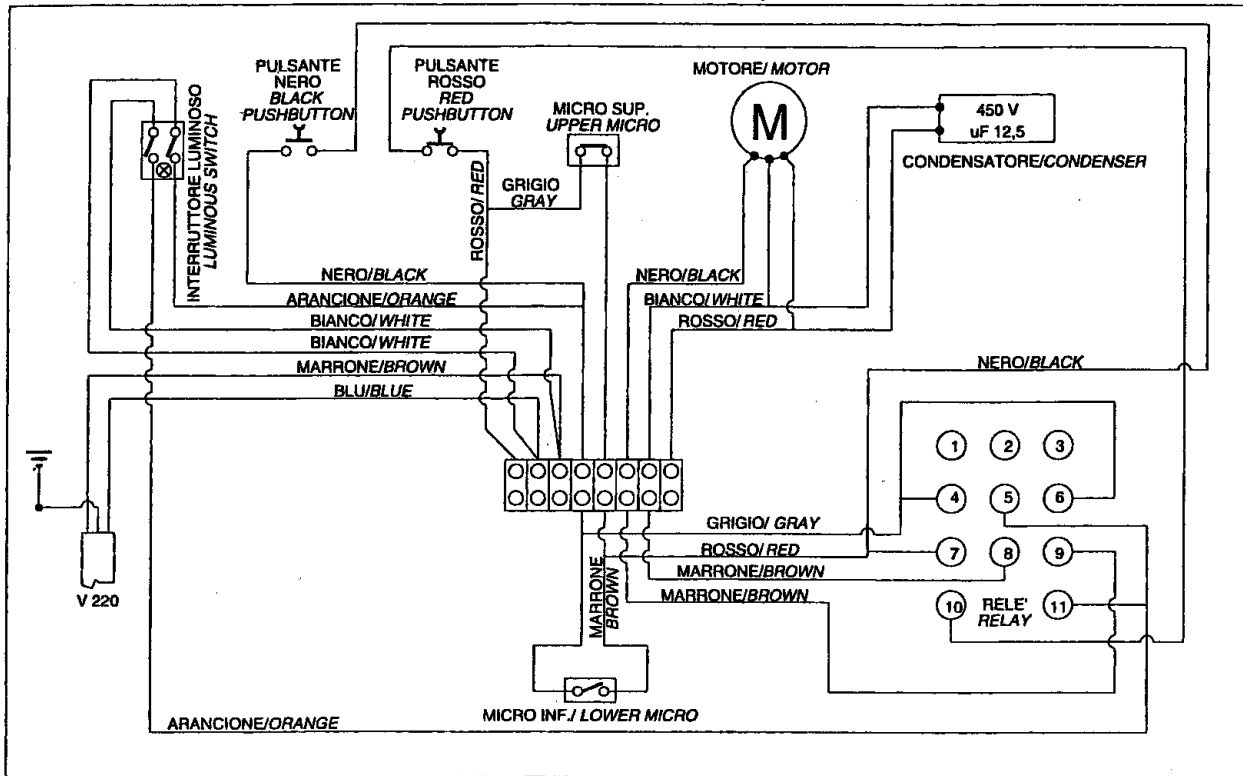 PULSANTE
NERO
BLACK
PUSHBUTTON
PULSANTE
ROSSO
RED
PUSHBUTTON
MICRO SUP.
UPPER MICRO
MOTORE/ MOTOR
M
450 V
uF 12,5
CONDENSATORE/CONDENSER
INTERRUTTORE LUMINOSO
LUMINOUS SWITCH
ROSSO/ RED
GRIGIO
GRAY
NERO/BLACK
ARANCIONE/ORANGE
BIANCO/WHITE
BIANCO/WHITE
MARRONE/BROWN
BLU/BLUE
NERO/BLACK
BIANCO/WHITE
ROSSO/ RED
NERO/BLACK
1
2
3
4
5
6
7
8
9
10
RELE'
RELAY
11
GRIGIO/ GRAY
ROSSO/ RED
MARRONE/BROWN
MARRONE/BROWN
MARRONE
BROWN
V 220
MICRO INF./ LOWER MICRO
ARANCIONE/ORANGE